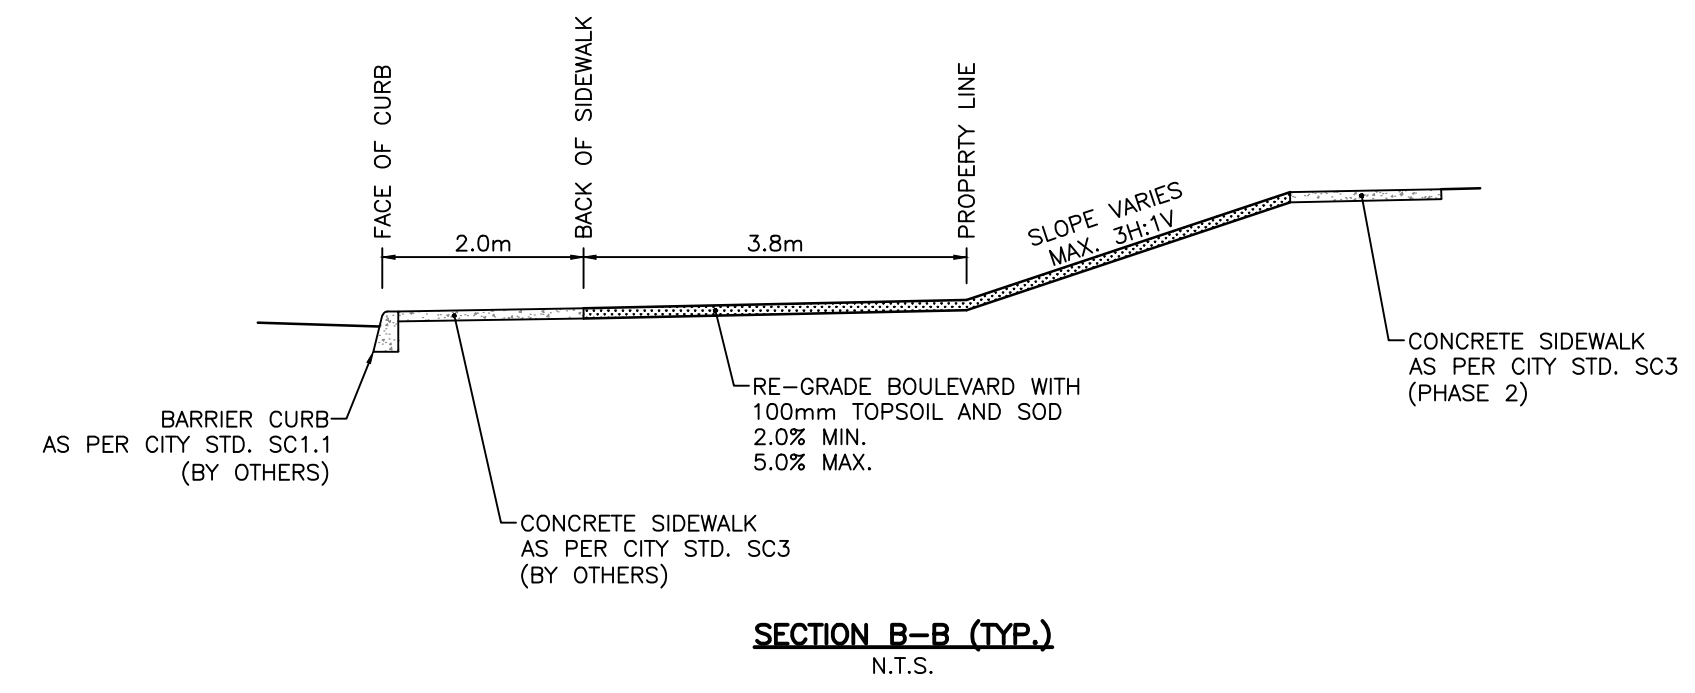 FACE OF CURB
BACK OF SIDEWALK
PROPERTY LINE
2.0m
3.8m
SLOPE VARIES
MAX. 3H:1V
BARRIER CURB
AS PER CITY STD. SC1.1
(BY OTHERS)
CONCRETE SIDEWALK
AS PER CITY STD. SC3
(BY OTHERS)
RE-GRADE BOULEVARD WITH
100mm TOPSOIL AND SOD
2.0% MIN.
5.0% MAX.
CONCRETE SIDEWALK
AS PER CITY STD. SC3
(PHASE 2)
SECTION B-B (TYP.)
N.T.S.